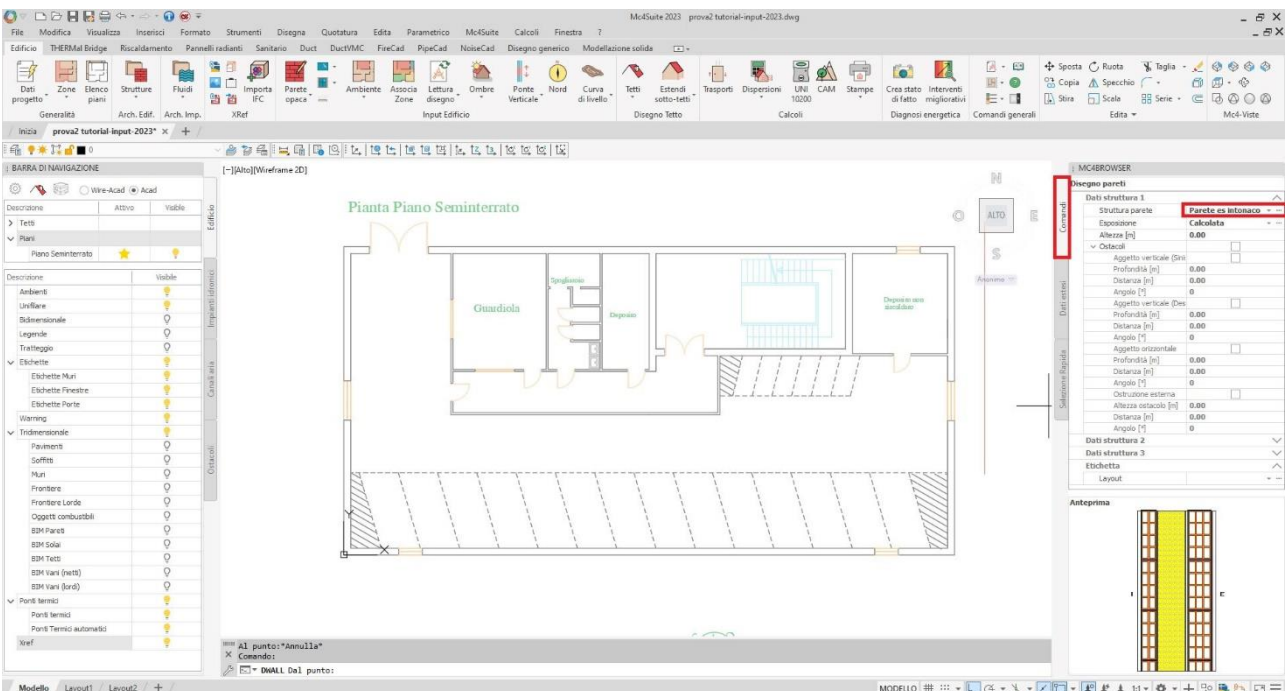 Mc4Suite 2023 prova2 tutorial-input-2023.dwg
File Modifica Visualizza Inserisci Formato Strumenti Disegna Quotatura Edita Parametrico Mc4Suite Calcoli Finestra ?
Edificio THERMal Bridge Riscaldamento Pannelli radianti Sanitario Duct DuctVMC FireCad PipeCad NoiseCad Disegno generico Modellazione solida
Dati progetto Zone Elenco piani Strutture Fluidi Importa IFC Parete opaca Ambiente Associa Zone Lettura disegno Ombre Ponte Verticale Nord Curva di livello Tetti Estendi sotto-tetti Trasporti Dispersioni UNI 10200 CAM Stampe Crea stato di fatto Interventi migliorativi
Sposta Ruota Taglia
Copia Specchio
Stira Scala Serie
Generalità Arch. Edif. Arch. Imp. XRef Input Edificio Disegno Tetto Calcoli Diagnosi energetica Comandi generali Edita Mc4-Viste
Inizia prova2 tutorial-input-2023* × +
0
BARRA DI NAVIGAZIONE
Wire-Acad Acad
Descrizione Attivo Visible
Tetti
Piani
Piano Seminterrato
Descrizione Visible
Ambienti
Unifilare
Bidimensionale
Legende
Tratteggio
Etichette
Etichette Muri
Etichette Finestre
Etichette Porte
Warning
Tridimensionale
Pavimenti
Soffitti
Muri
Frontiere
Frontiere Lorde
Oggetti combustibili
BIM Pareti
BIM Solai
BIM Tetti
BIM Vani (netti)
BIM Vani (lordi)
Ponti termici
Ponti termici
Ponti Termici automatici
Xref
Edificio
Impianti idronici
Canali aria
Ostacoli
[−][Alto][Wireframe 2D]
Pianta Piano Seminterrato
Guardiola
Spogliatoio
Deposito
Deposito non
Y
X
N
ALTO
E
S
O
Anonimo
Al punto:*Annulla*
Comando:
DWALL Dal punto:
Comandi
Dati estesi
Selezione Rapida
MC4BROWSER
Disegno pareti
Dati struttura 1
Struttura parete Parete es intonaco
Esposizione Calcolata
Altezza [m] 0.00
Ostacoli
Aggetto verticale (Sini
Profondità [m] 0.00
Distanza [m] 0.00
Angolo [°] 0
Aggetto verticale (Des
Profondità [m] 0.00
Distanza [m] 0.00
Angolo [°] 0
Aggetto orizzontale
Profondità [m] 0.00
Distanza [m] 0.00
Angolo [°] 0
Ostruzione esterna
Altezza ostacolo [m] 0.00
Distanza [m] 0.00
Angolo [°] 0
Dati struttura 2
Dati struttura 3
Etichetta
Layout
Anteprima
I E
Modello Layout1 Layout2 +
MODELLO 1:1